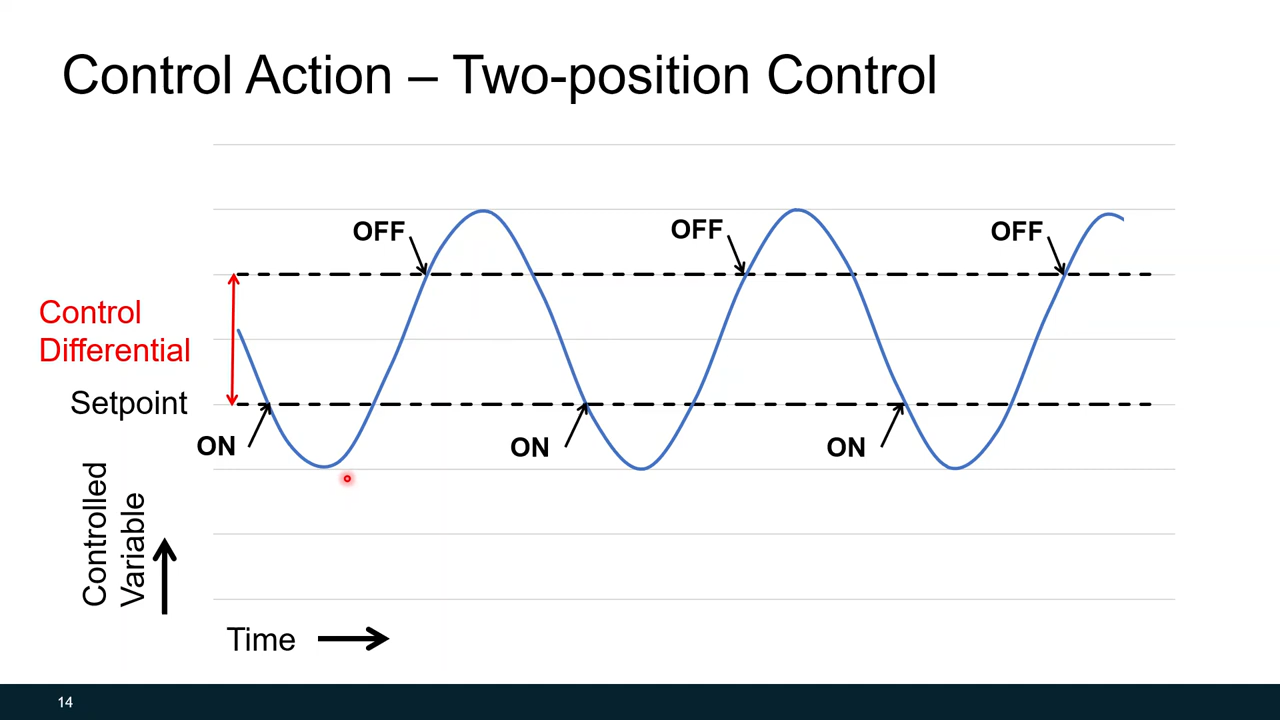 Control Action – Two-position Control
OFF
OFF
OFF
Control
Differential
Setpoint
ON
ON
ON
Controlled
Variable
Time
14